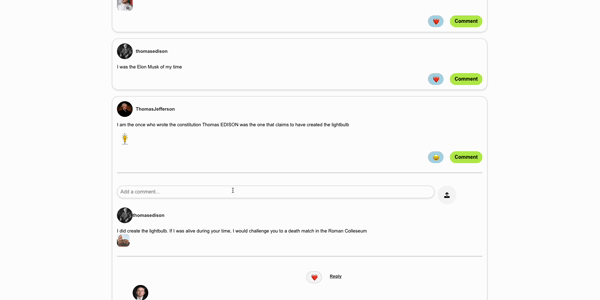 Comment
thomasedison
I was the Elon Musk of my time
Comment
ThomasJefferson
I am the once who wrote the constitution Thomas EDISON was the one that claims to have created the lightbulb
Comment
Add a comment...
thomasedison
I did create the lightbulb. If I was alive during your time, I would challenge you to a death match in the Roman Colleseum
Reply